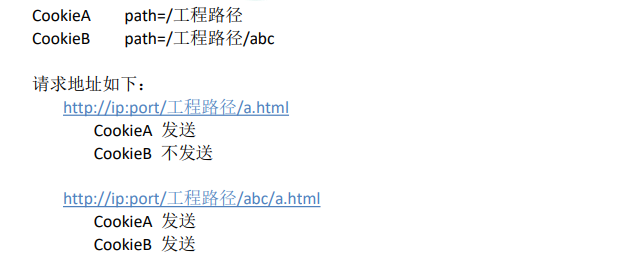 CookieA path=/工程路径
CookieB path=/工程路径/abc
请求地址如下：
http://ip:port/工程路径/a.html
CookieA 发送
CookieB 不发送
http://ip:port/工程路径/abc/a.html
CookieA 发送
CookieB 发送